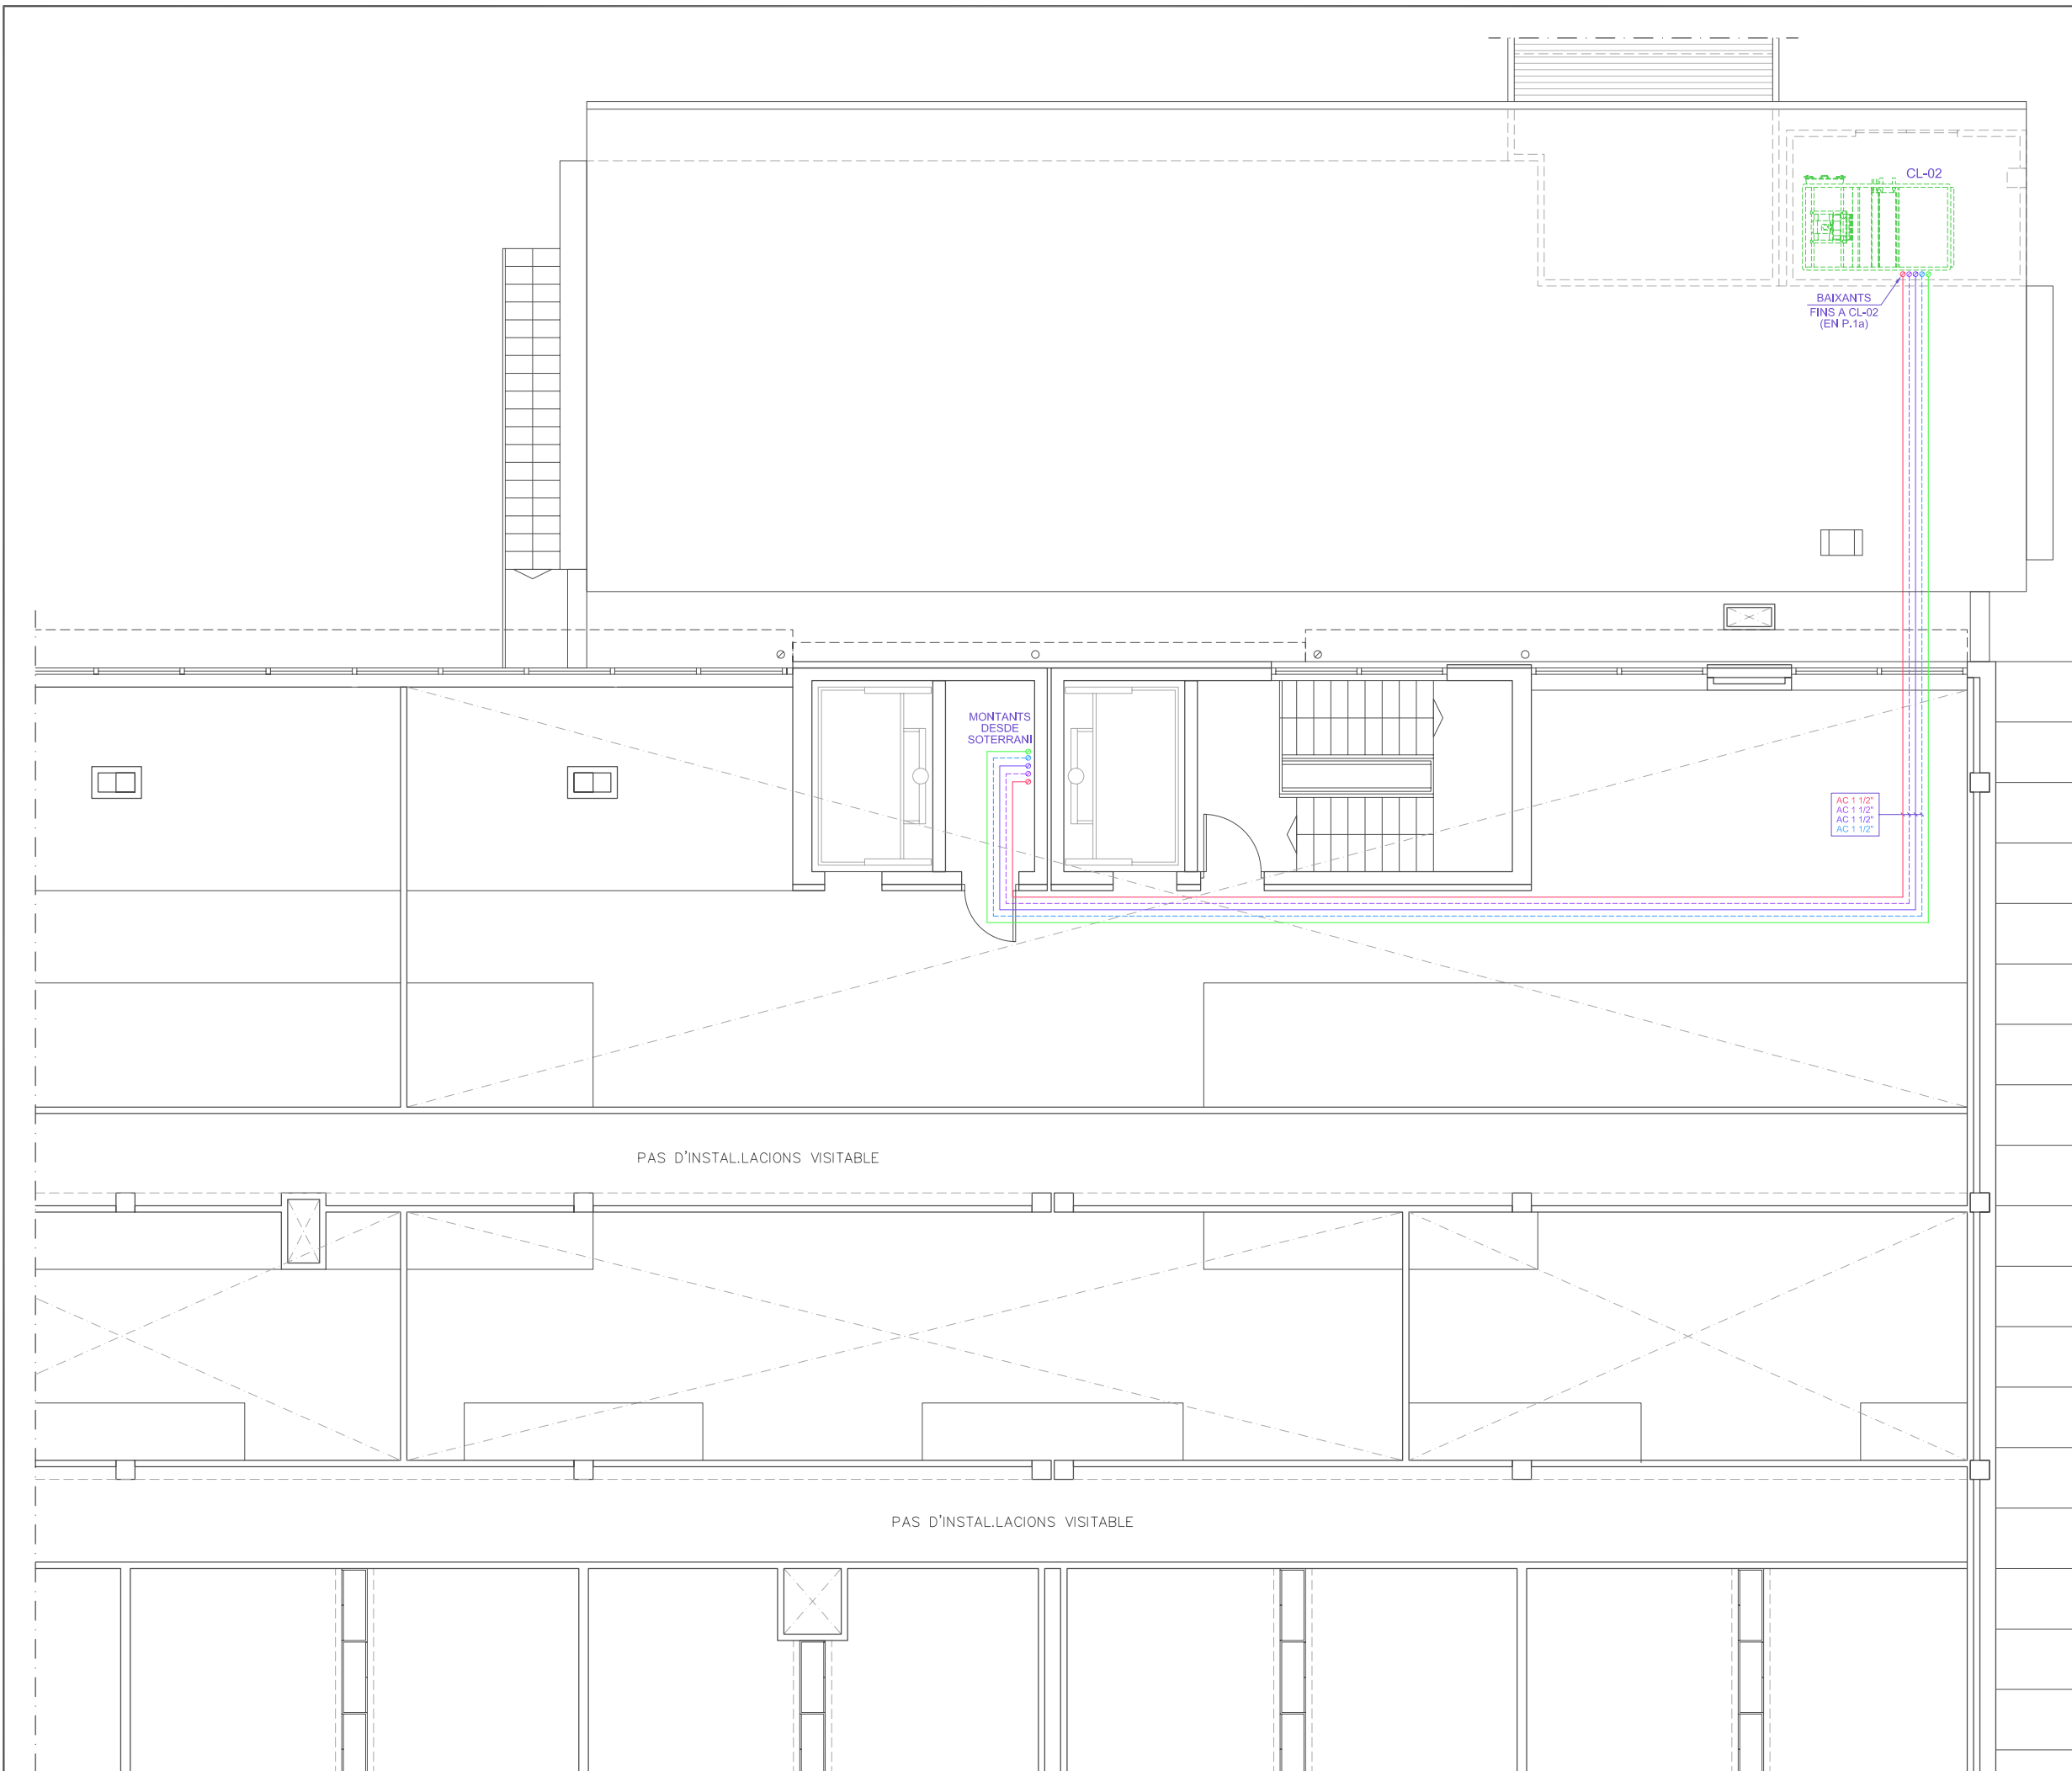 CL-02
BAIXANTS
FINS A CL-02
(EN P.1a)
MONTANTS
DESDE
SOTERRANI
AC 1 1/2"
AC 1 1/2"
AC 1 1/2"
AC 1 1/2"
PAS D'INSTAL.LACIONS VISITABLE
PAS D'INSTAL.LACIONS VISITABLE